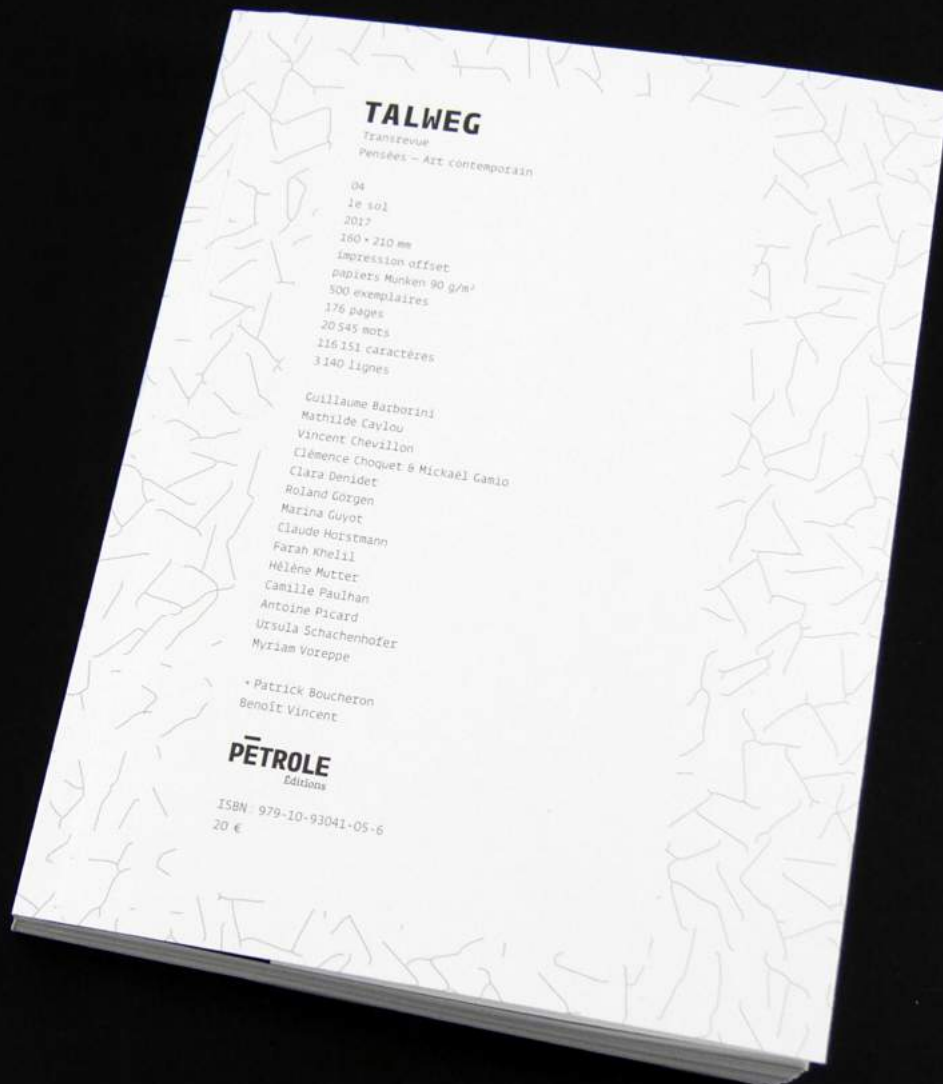 TALWEG
Transrevue
Pensées — Art contemporain
04
le sol
2017
160 * 210 mm
impression offset
papiers Munken 90 g/m²
500 exemplaires
176 pages
20 545 mots
116 151 caractères
3 140 lignes
Guillaume Barborini
Mathilde Caylou
Vincent Chevillon
Clémence Choquet & Mickaël Gamio
Clara Denidet
Roland Görgen
Marina Guyot
Claude Horstmann
Farah Khelil
Hélène Mutter
Camille Paulhan
Antoine Picard
Ursula Schachenhofer
Myriam Voreppe
* Patrick Boucheron
Benoît Vincent
PĒTROLE
Éditions
ISBN : 979-10-93041-05-6
20 €